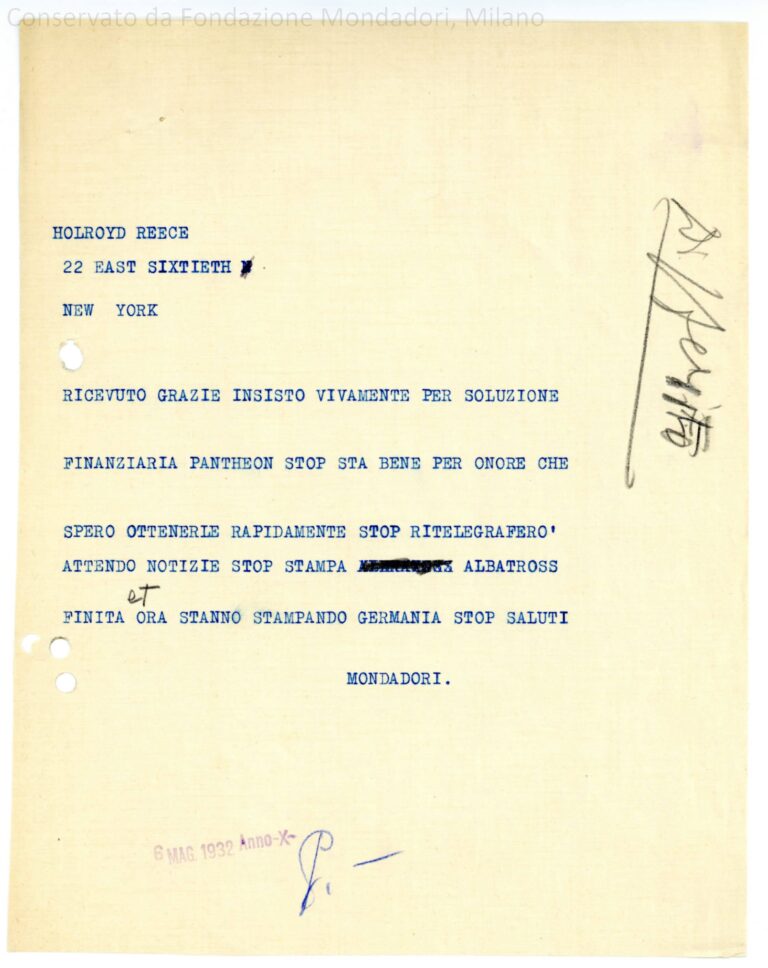 Conservato da Fondazione Mondadori, Milano
HOLROYD REECE
22 EAST SIXTIETH
NEW YORK
RICEVUTO GRAZIE INSISTO VIVAMENTE PER SOLUZIONE
FINANZIARIA PANTHEON STOP STA BENE PER ONORE CHE
SPERO OTTENERLE RAPIDAMENTE STOP RITELEGRAFERO'
ATTENDO NOTIZIE STOP STAMPA ALBATROSS
et
FINITA ORA STANNO STAMPANDO GERMANIA STOP SALUTI
MONDADORI.
6 MAG. 1932 Anno-X-